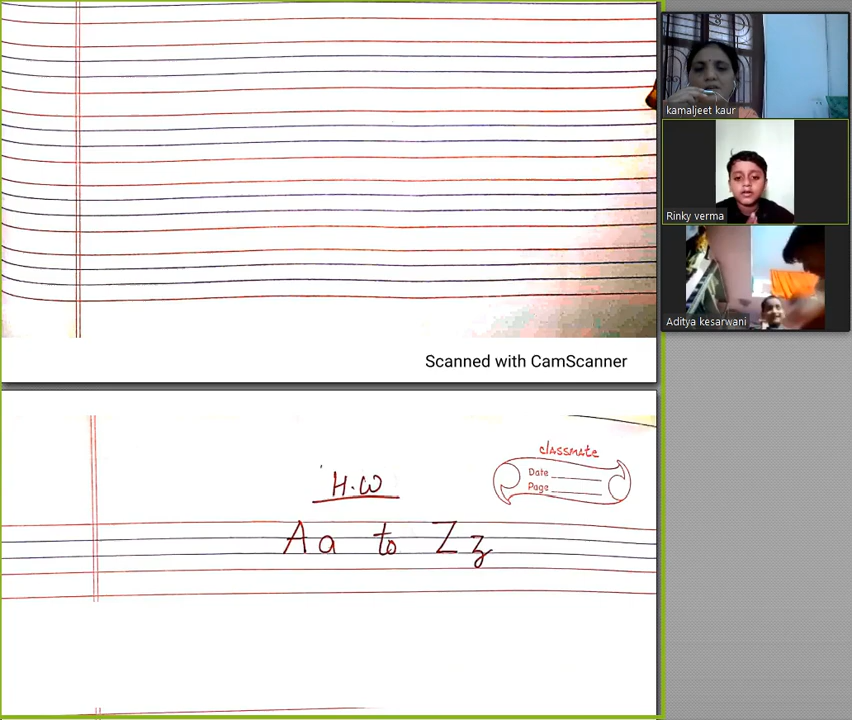 Scanned with CamScanner
classmate
Date
Page
H.W
Aa to Zz
kamaljeet kaur
Rinky verma
Aditya kesarwani